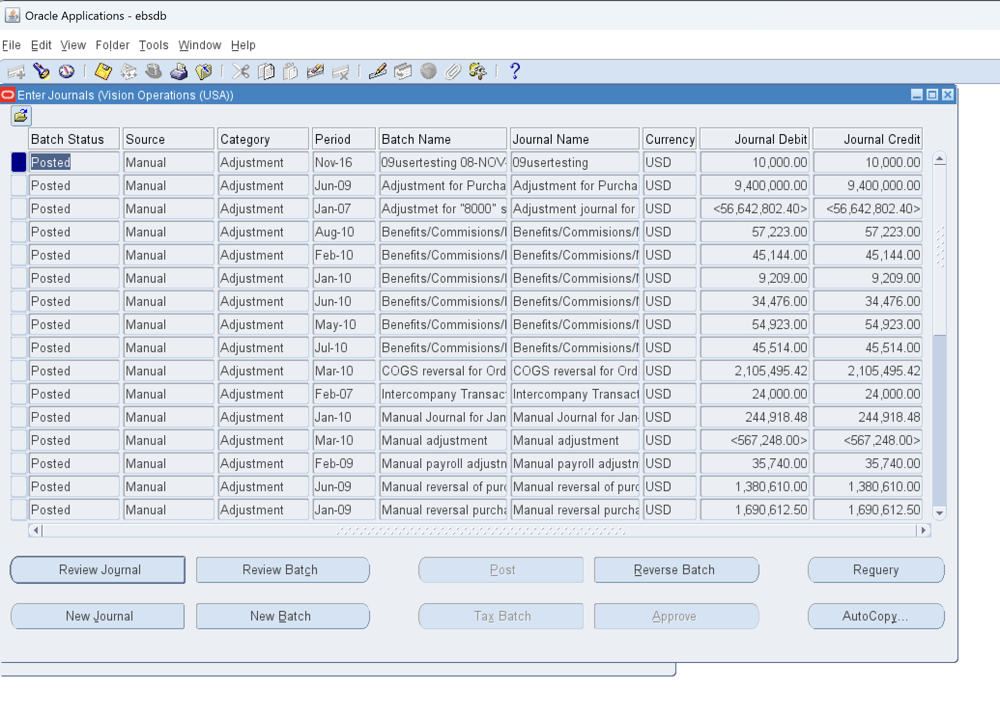 Oracle Applications - ebsdb
File Edit View Folder Tools Window Help
?
Enter Journals (Vision Operations (USA))
Batch Status Source Category Period Batch Name Journal Name Currency Journal Debit Journal Credit
Posted Manual Adjustment Nov-16 09usertesting 08-NOV- 09usertesting USD 10,000.00 10,000.00
Posted Manual Adjustment Jun-09 Adjustment for Purcha Adjustment for Purcha USD 9,400,000.00 9,400,000.00
Posted Manual Adjustment Jan-07 Adjustmet for "8000" s Adjustment journal for USD <56,642,802.40> <56,642,802.40>
Posted Manual Adjustment Aug-10 Benefits/Commisions/ Benefits/Commisions/ USD 57,223.00 57,223.00
Posted Manual Adjustment Feb-10 Benefits/Commisions/ Benefits/Commisions/ USD 45,144.00 45,144.00
Posted Manual Adjustment Jan-10 Benefits/Commisions/ Benefits/Commisions/ USD 9,209.00 9,209.00
Posted Manual Adjustment Jun-10 Benefits/Commisions/ Benefits/Commisions/ USD 34,476.00 34,476.00
Posted Manual Adjustment May-10 Benefits/Commisions/ Benefits/Commisions/ USD 54,923.00 54,923.00
Posted Manual Adjustment Jul-10 Benefits/Commisions/ Benefits/Commisions/ USD 45,514.00 45,514.00
Posted Manual Adjustment Mar-10 COGS reversal for Ord COGS reversal for Ord USD 2,105,495.42 2,105,495.42
Posted Manual Adjustment Feb-07 Intercompany Transac Intercompany Transact USD 24,000.00 24,000.00
Posted Manual Adjustment Jan-10 Manual Journal for Jan Manual Journal for Jan- USD 244,918.48 244,918.48
Posted Manual Adjustment Mar-10 Manual adjustment Manual adjustment USD <567,248.00> <567,248.00>
Posted Manual Adjustment Feb-09 Manual payroll adjustn Manual payroll adjustn USD 35,740.00 35,740.00
Posted Manual Adjustment Jun-09 Manual reversal of purc Manual reversal of purc USD 1,380,610.00 1,380,610.00
Posted Manual Adjustment Jan-09 Manual reversal purcha Manual reversal purcha USD 1,690,612.50 1,690,612.50
Review Journal Review Batch Post Reverse Batch Requery
New Journal New Batch Tax Batch Approve AutoCopy...